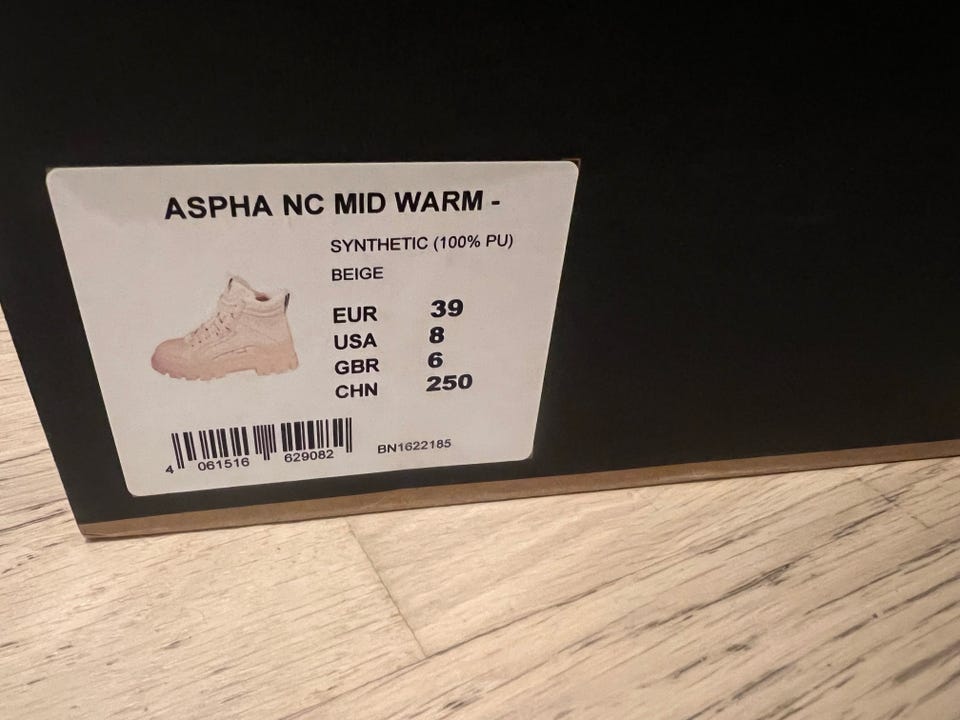 ASPHA NC MID WARM -
SYNTHETIC (100% PU)
BEIGE
EUR 39
USA 8
GBR 6
CHN 250
4 061516 629082
BN1622185